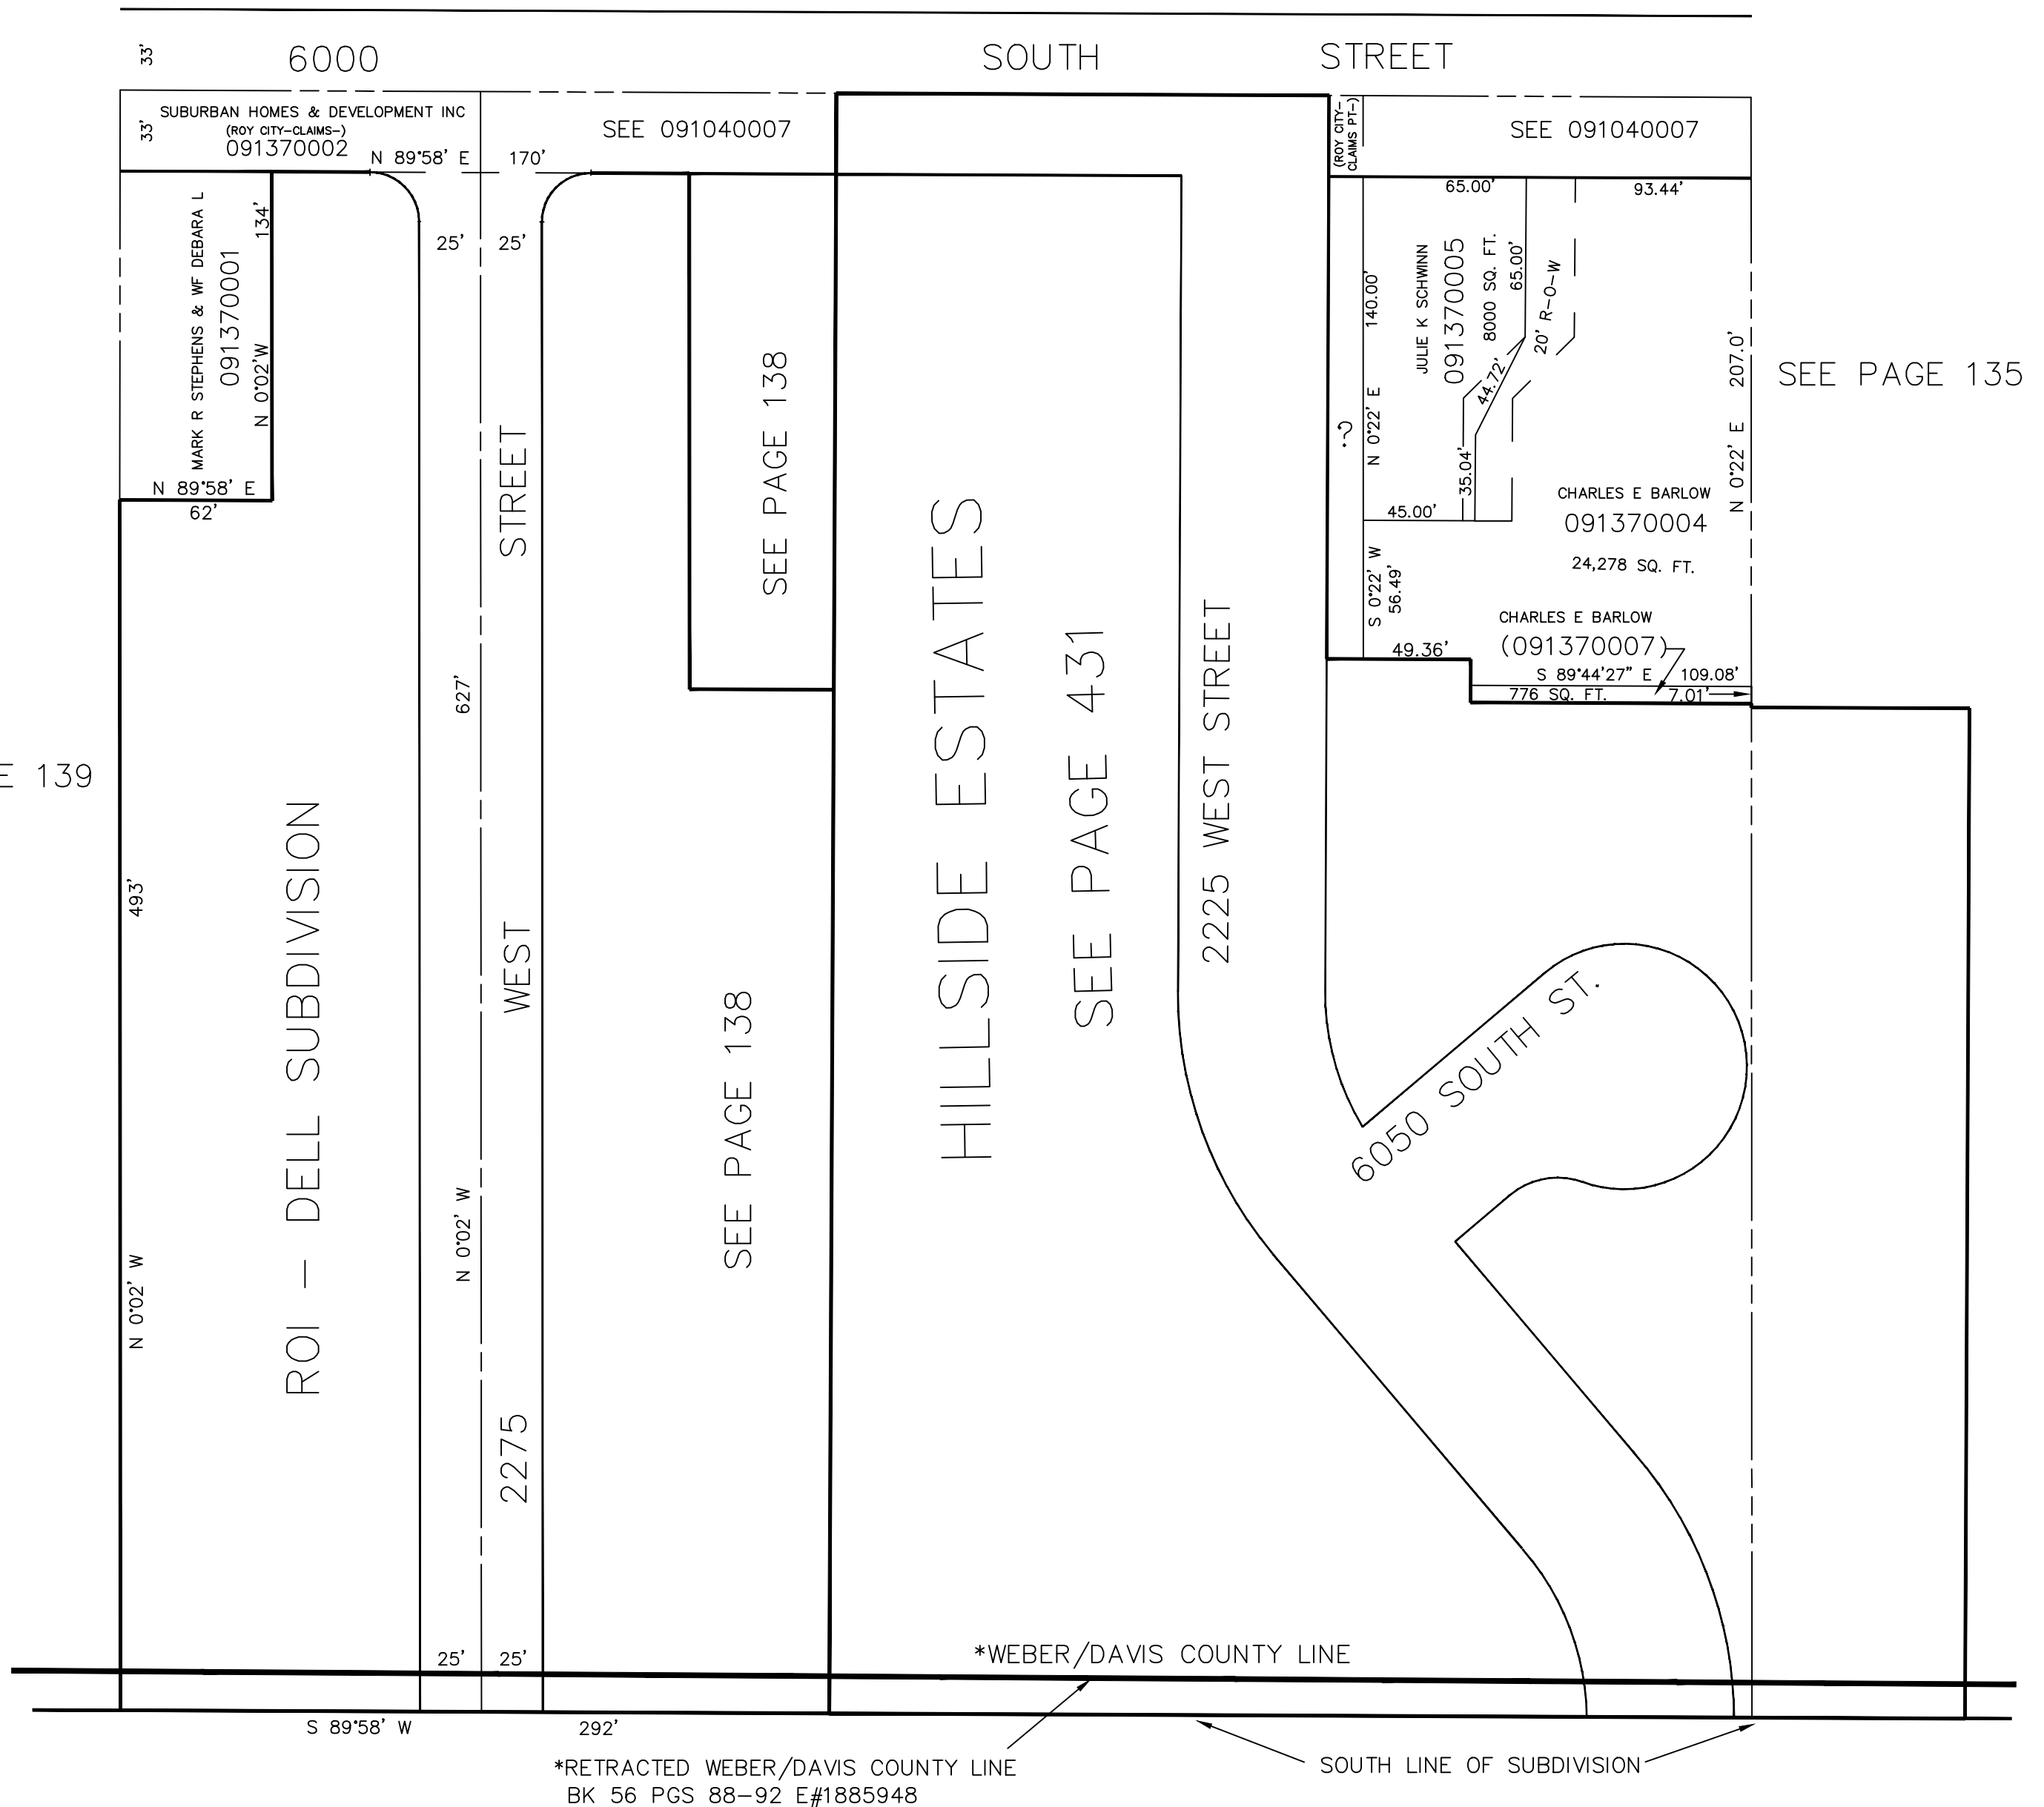 6000 SOUTH STREET
33'
33'
SUBURBAN HOMES & DEVELOPMENT INC
(ROY CITY-CLAIMS-)
091370002
N 89°58' E 170'
SEE 091040007
(ROY CITY-
CLAIMS PT-)
SEE 091040007
MARK R STEPHENS & WF DEBARA L
091370001
N 0°02'W 134'
N 89°58' E
62'
25' 25'
65.00'
93.44'
140.00'
N 0°22' E
JULIE K SCHWINN
091370005
8000 SQ. FT.
65.00'
20' R-O-W
44.72'
35.04'
45.00'
?
N 0°22' E 207.0'
SEE PAGE 135
CHARLES E BARLOW
091370004
24,278 SQ. FT.
S 0°22' W
56.49'
49.36'
CHARLES E BARLOW
(091370007)
S 89°44'27" E 109.08'
776 SQ. FT. 7.01'
SEE PAGE 138
E 139
493'
N 0°02' W
ROI - DELL SUBDIVISION
627'
N 0°02' W
2275 WEST STREET
SEE PAGE 138
HILLSIDE ESTATES
SEE PAGE 431
2225 WEST STREET
6050 SOUTH ST.
25' 25'
*WEBER/DAVIS COUNTY LINE
S 89°58' W 292'
*RETRACTED WEBER/DAVIS COUNTY LINE
BK 56 PGS 88-92 E#1885948
SOUTH LINE OF SUBDIVISION